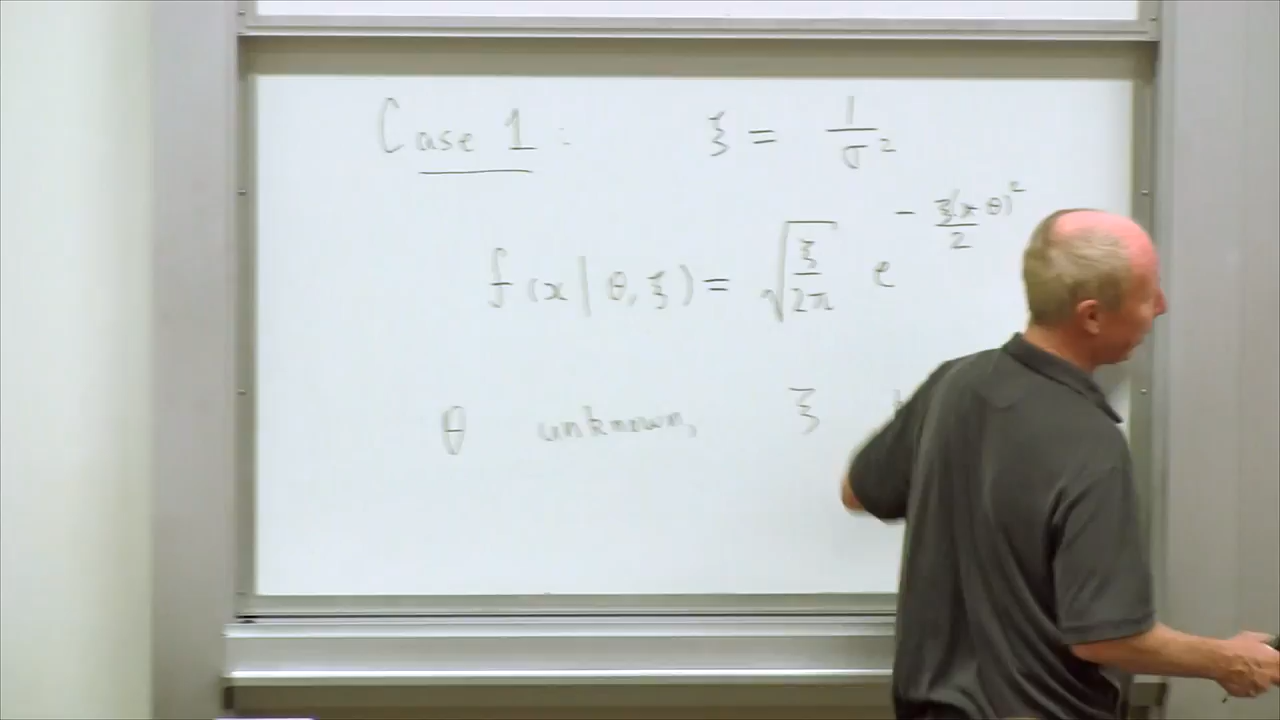 Case 1: ξ = 1/σ²
f(x | θ, ξ) = √(ξ/2π) e^(-ξ(x-θ)²/2)
θ unknown, ξ